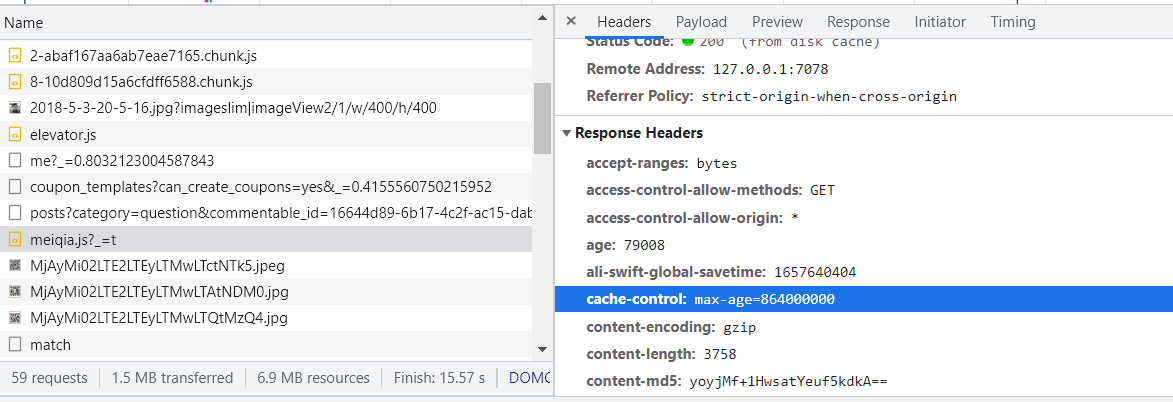 Name
2-abaf167aa6ab7eae7165.chunk.js
8-10d809d15a6cfdff6588.chunk.js
2018-5-3-20-5-16.jpg?imageslim|imageView2/1/w/400/h/400
elevator.js
me?_=0.8032123004587843
coupon_templates?can_create_coupons=yes&_=0.4155560750215952
posts?category=question&commentable_id=16644d89-6b17-4c2f-ac15-dab
meiqia.js?_=t
MjAyMi02LTE2LTEyLTMwLTctNTk5.jpeg
MjAyMi02LTE2LTEyLTMwLTAtNDM0.jpg
MjAyMi02LTE2LTEyLTMwLTQtMzQ4.jpg
match
59 requests 1.5 MB transferred 6.9 MB resources Finish: 15.57 s DOMC
× Headers Payload Preview Response Initiator Timing
Status Code: 200 (from disk cache)
Remote Address: 127.0.0.1:7078
Referrer Policy: strict-origin-when-cross-origin
Response Headers
accept-ranges: bytes
access-control-allow-methods: GET
access-control-allow-origin: *
age: 79008
ali-swift-global-savetime: 1657640404
cache-control: max-age=864000000
content-encoding: gzip
content-length: 3758
content-md5: yoyjMf+1HwsatYeuf5kdkA==